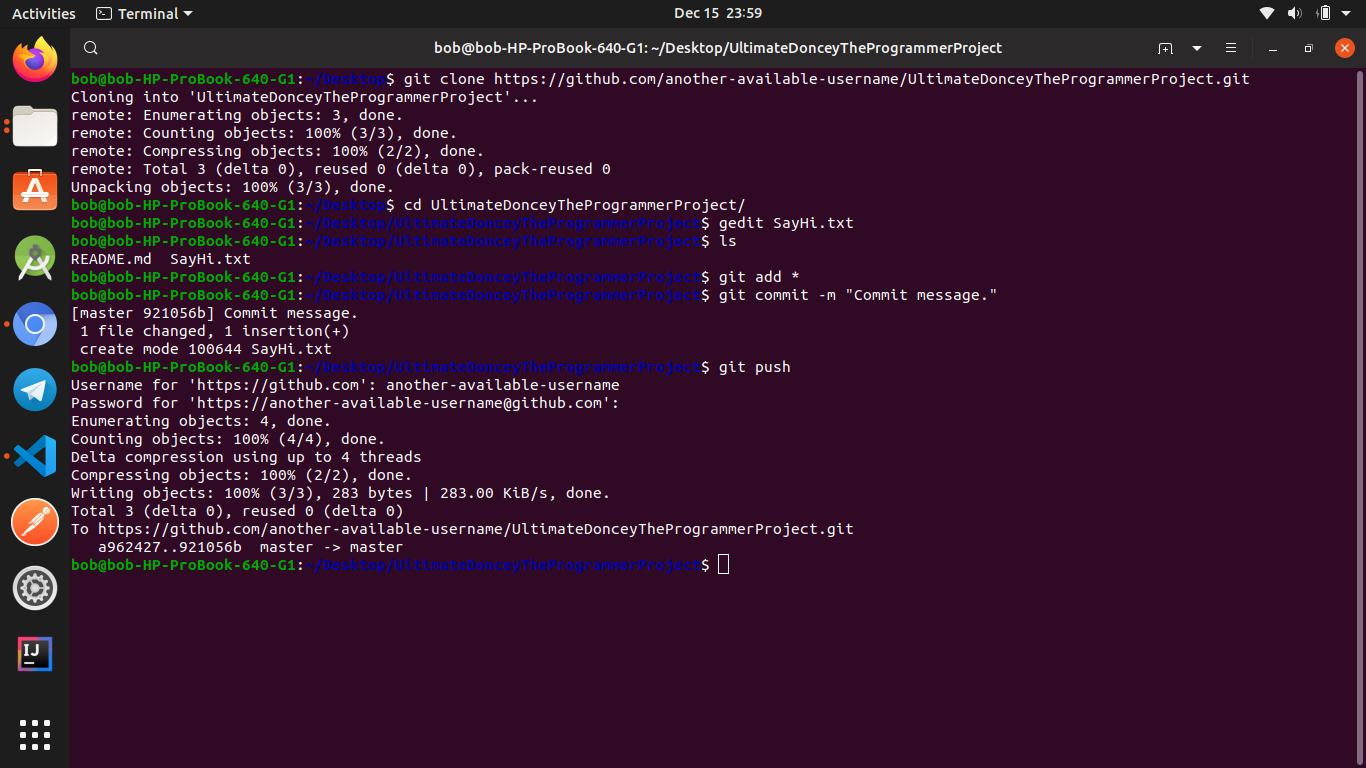 Activities
Terminal
Dec 15 23:59
bob@bob-HP-ProBook-640-G1: ~/Desktop/UltimateDonceyTheProgrammerProject
bob@bob-HP-ProBook-640-G1:~/Desktop$ git clone https://github.com/another-available-username/UltimateDonceyTheProgrammerProject.git
Cloning into 'UltimateDonceyTheProgrammerProject'...
remote: Enumerating objects: 3, done.
remote: Counting objects: 100% (3/3), done.
remote: Compressing objects: 100% (2/2), done.
remote: Total 3 (delta 0), reused 0 (delta 0), pack-reused 0
Unpacking objects: 100% (3/3), done.
bob@bob-HP-ProBook-640-G1:~/Desktop$ cd UltimateDonceyTheProgrammerProject/
bob@bob-HP-ProBook-640-G1:~/Desktop/UltimateDonceyTheProgrammerProject$ gedit SayHi.txt
bob@bob-HP-ProBook-640-G1:~/Desktop/UltimateDonceyTheProgrammerProject$ ls
README.md  SayHi.txt
bob@bob-HP-ProBook-640-G1:~/Desktop/UltimateDonceyTheProgrammerProject$ git add *
bob@bob-HP-ProBook-640-G1:~/Desktop/UltimateDonceyTheProgrammerProject$ git commit -m "Commit message."
[master 921056b] Commit message.
 1 file changed, 1 insertion(+)
 create mode 100644 SayHi.txt
bob@bob-HP-ProBook-640-G1:~/Desktop/UltimateDonceyTheProgrammerProject$ git push
Username for 'https://github.com': another-available-username
Password for 'https://another-available-username@github.com':
Enumerating objects: 4, done.
Counting objects: 100% (4/4), done.
Delta compression using up to 4 threads
Compressing objects: 100% (2/2), done.
Writing objects: 100% (3/3), 283 bytes | 283.00 KiB/s, done.
Total 3 (delta 0), reused 0 (delta 0)
To https://github.com/another-available-username/UltimateDonceyTheProgrammerProject.git
   a962427..921056b  master -> master
bob@bob-HP-ProBook-640-G1:~/Desktop/UltimateDonceyTheProgrammerProject$
IJ